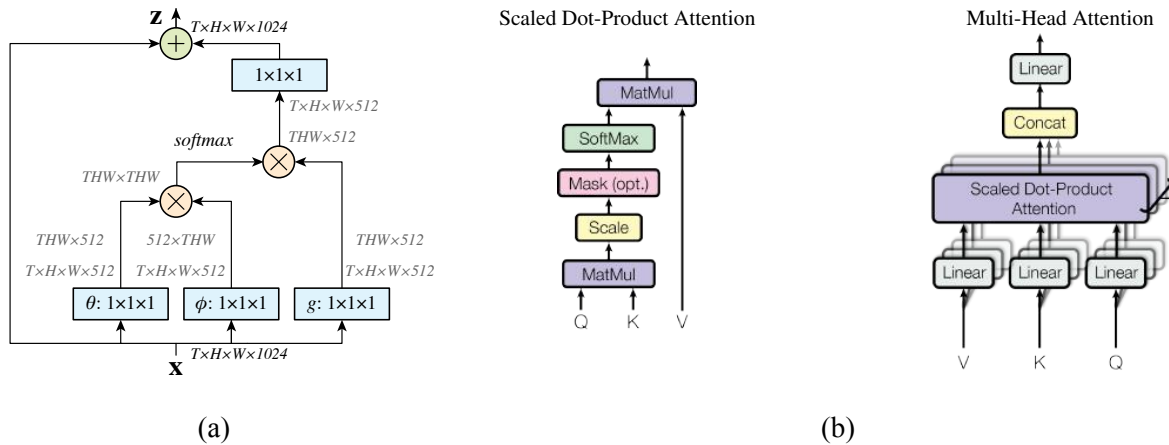 z
T×H×W×1024
1×1×1
T×H×W×512
softmax
THW×512
THW×THW
THW×512
512×THW
THW×512
T×H×W×512
T×H×W×512
T×H×W×512
θ: 1×1×1
ϕ: 1×1×1
g: 1×1×1
T×H×W×1024
x
(a)
Scaled Dot-Product Attention
MatMul
SoftMax
Mask (opt.)
Scale
MatMul
Q K V
Multi-Head Attention
Linear
Concat
Scaled Dot-Product
Attention
Linear Linear Linear
V K Q
(b)